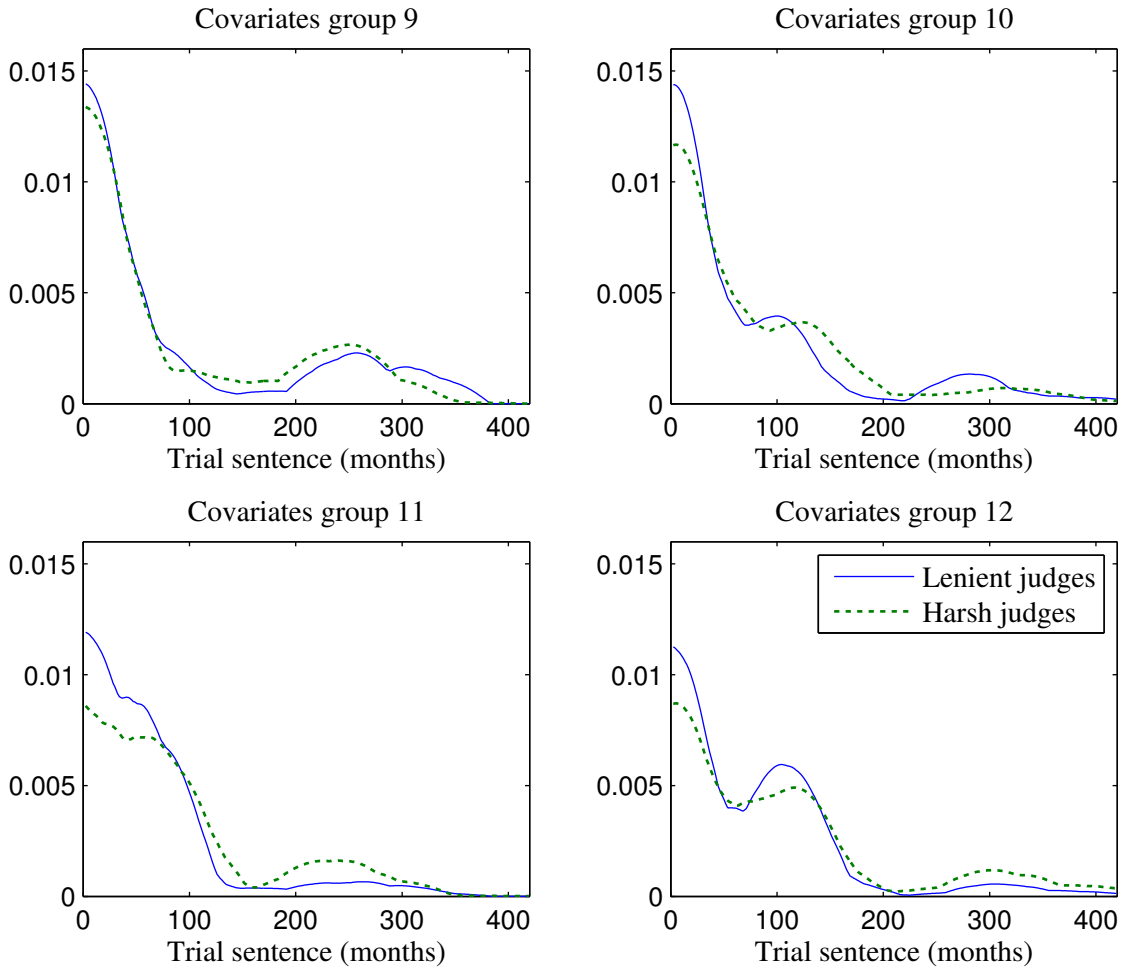 Covariates group 9
0.015
0.01
0.005
0
0 100 200 300 400
Trial sentence (months)
Covariates group 10
0.015
0.01
0.005
0
0 100 200 300 400
Trial sentence (months)
Covariates group 11
0.015
0.01
0.005
0
0 100 200 300 400
Trial sentence (months)
Covariates group 12
Lenient judges
Harsh judges
0.015
0.01
0.005
0
0 100 200 300 400
Trial sentence (months)